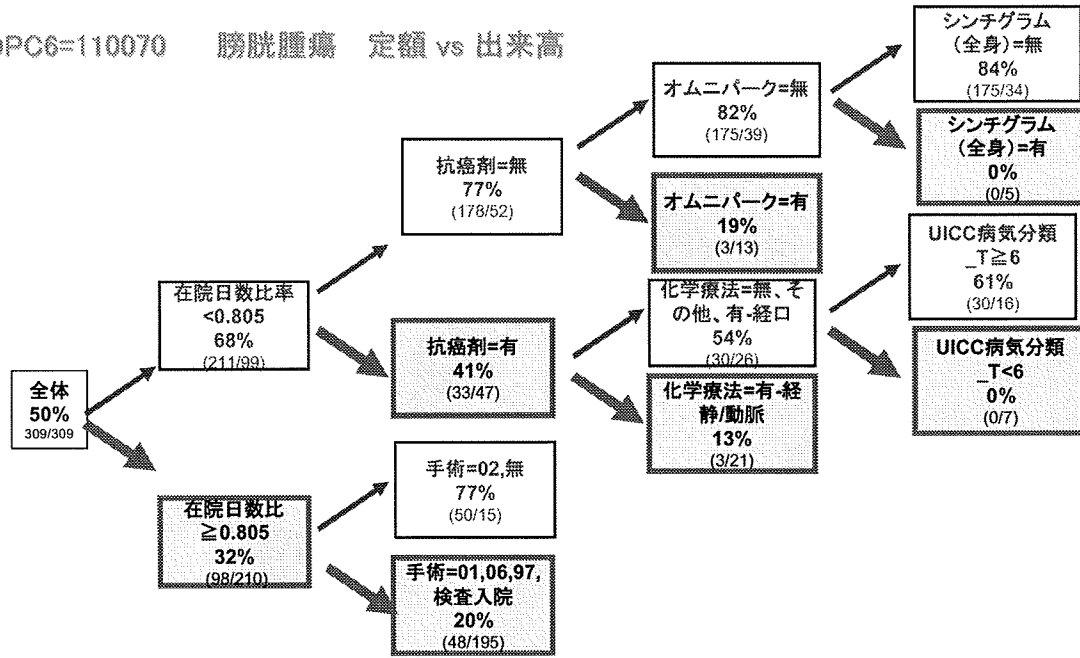 DPC6=110070 膀胱腫瘍 定額 vs 出来高
全体
50%
309/309
在院日数比率
<0.805
68%
(211/99)
在院日数比
≧0.805
32%
(98/210)
抗癌剤=無
77%
(178/52)
抗癌剤=有
41%
(33/47)
手術=02,無
77%
(50/15)
手術=01,06,97,
検査入院
20%
(48/195)
オムニパーク=無
82%
(175/39)
オムニパーク=有
19%
(3/13)
化学療法=無、そ
の他、有-経口
54%
(30/26)
化学療法=有-経
静/動脈
13%
(3/21)
シンチグラム
(全身)=無
84%
(175/34)
シンチグラム
(全身)=有
0%
(0/5)
UICC病気分類
_T≧6
61%
(30/16)
UICC病気分類
_T<6
0%
(0/7)